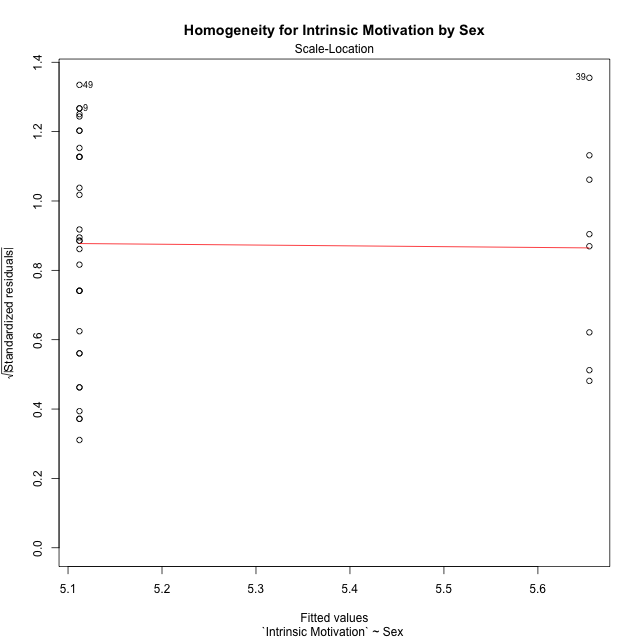 Homogeneity for Intrinsic Motivation by Sex
Scale-Location
1.4
1.2
1.0
0.8
0.6
0.4
0.2
0.0
√|Standardized residuals|
49
9
39
5.1 5.2 5.3 5.4 5.5 5.6
Fitted values
`Intrinsic Motivation` ~ Sex